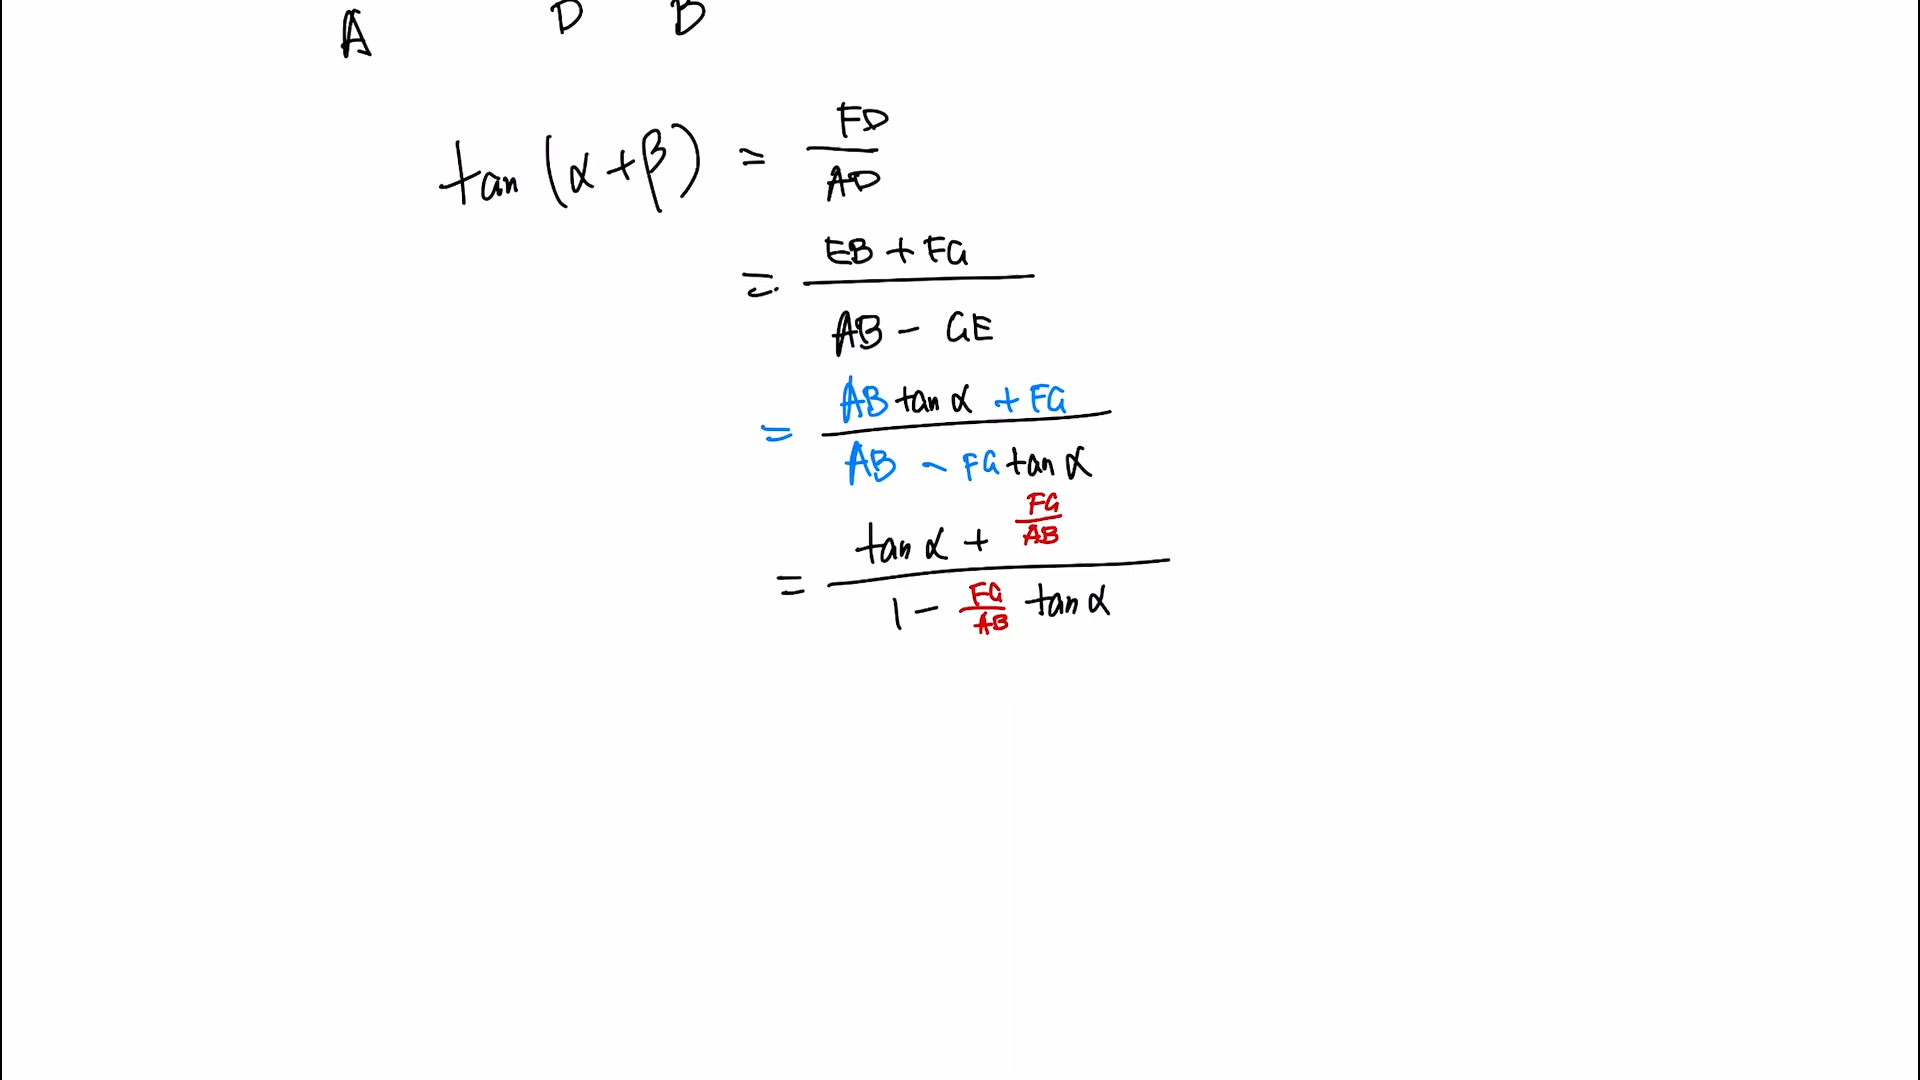 A D B
tan (α+β) = FD/AD
= EB + FG / AB - GE
= AB tan α + FG / AB - FG tan α
= tan α + FG/AB / 1 - FG/AB tan α